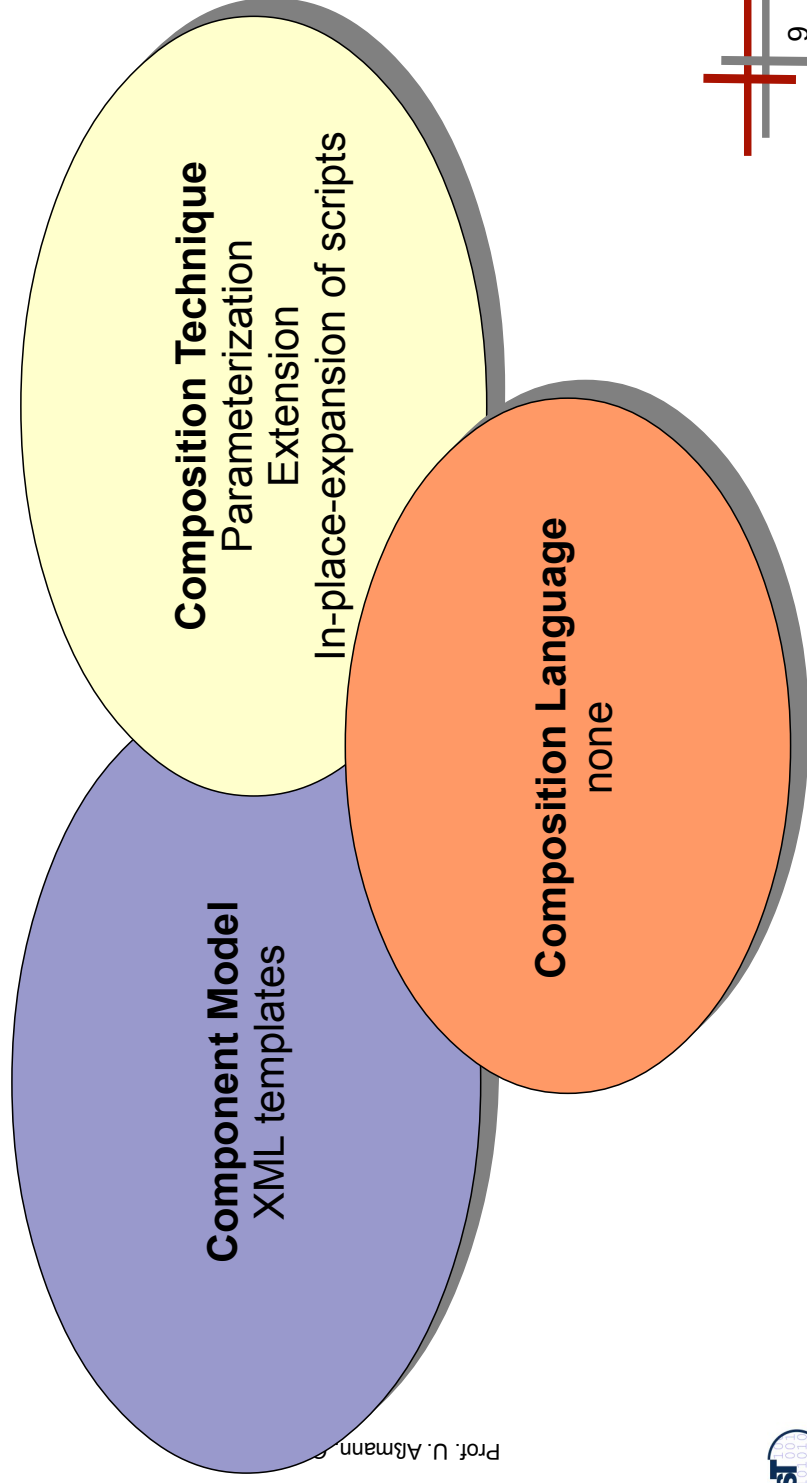 Component Model
XML templates
Composition Technique
Parameterization
Extension
In-place-expansion of scripts
Composition Language
none
Prof. U. Aßmann
9
st